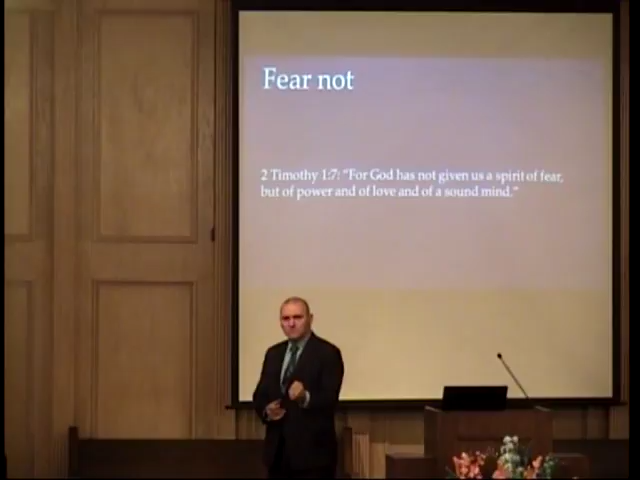 Fear not
2 Timothy 1:7: “For God has not given us a spirit of fear,
but of power and of love and of a sound mind.”